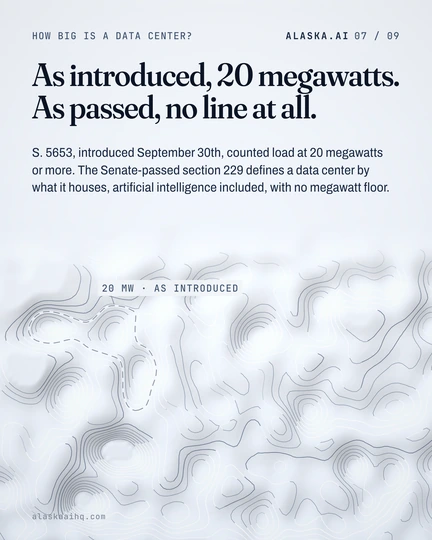 HOW BIG IS A DATA CENTER?
ALASKA.AI 07 / 09
As introduced, 20 megawatts.
As passed, no line at all.
S. 5653, introduced September 30th, counted load at 20 megawatts
or more. The Senate-passed section 229 defines a data center by
what it houses, artificial intelligence included, with no megawatt floor.
20 MW · AS INTRODUCED
alaskaaihq.com